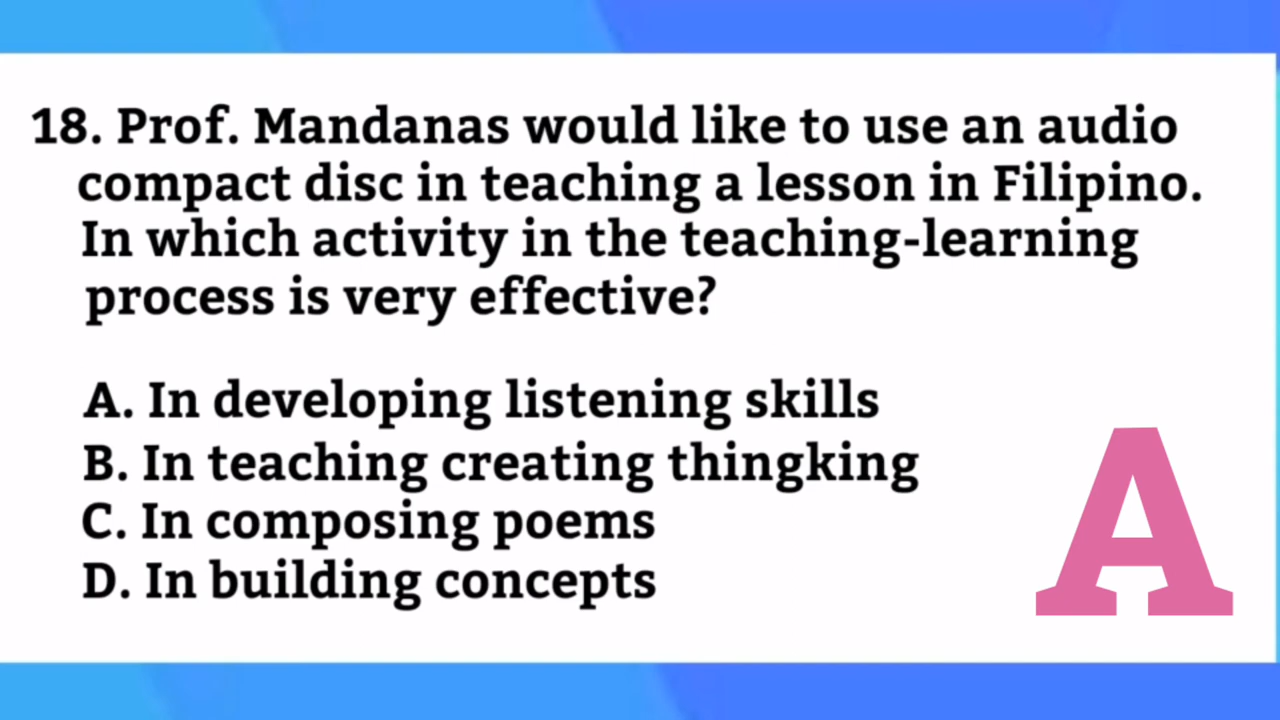 18. Prof. Mandanas would like to use an audio
compact disc in teaching a lesson in Filipino.
In which activity in the teaching-learning
process is very effective?
A. In developing listening skills
B. In teaching creating thingking
C. In composing poems
D. In building concepts
A